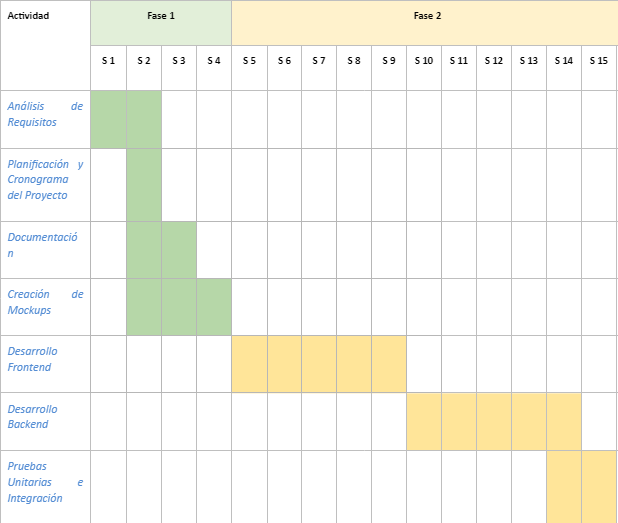 Actividad Fase 1 Fase 2
S 1 S 2 S 3 S 4 S 5 S 6 S 7 S 8 S 9 S 10 S 11 S 12 S 13 S 14 S 15
Análisis de
Requisitos
Planificación y
Cronograma
del Proyecto
Documentació
n
Creación de
Mockups
Desarrollo
Frontend
Desarrollo
Backend
Pruebas
Unitarias e
Integración